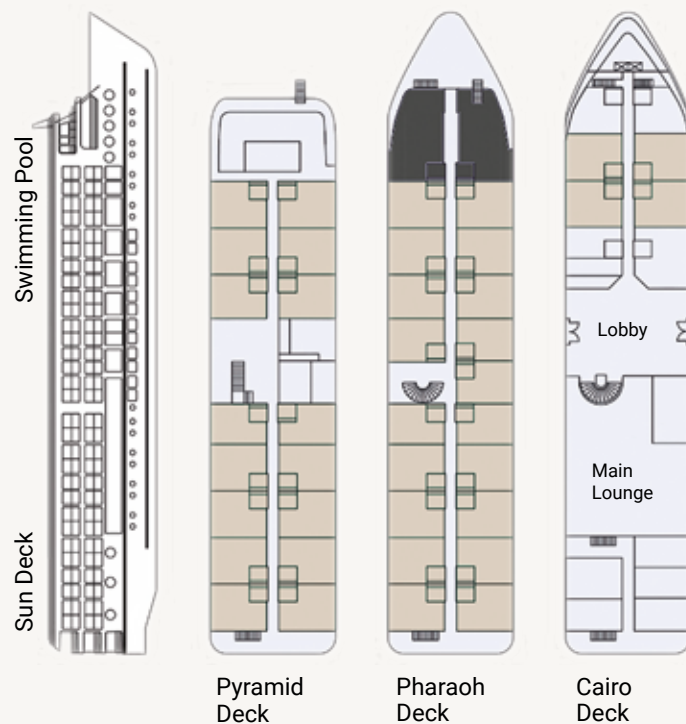 Swimming Pool
Sun Deck
Lobby
Main
Lounge
Pyramid
Deck
Pharaoh
Deck
Cairo
Deck